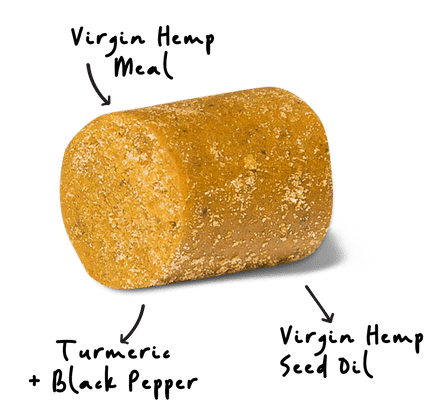 Virgin Hemp
Meal
Turmeric
+ Black Pepper
Virgin Hemp
Seed Oil